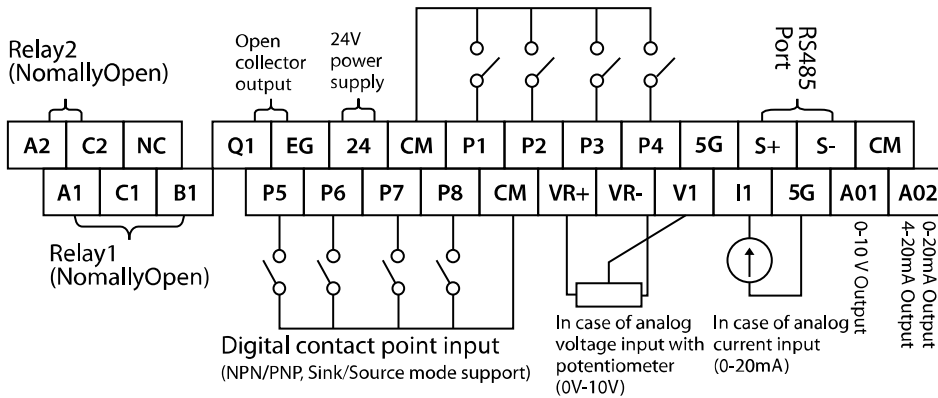 Relay2
(NomallyOpen)
Open
collector
output
24V
power
supply
RS485
Port
A2 C2 NC Q1 EG 24 CM P1 P2 P3 P4 5G S+ S- CM
A1 C1 B1 P5 P6 P7 P8 CM VR+ VR- V1 I1 5G A01 A02
Relay1
(NomallyOpen)
Digital contact point input
(NPN/PNP, Sink/Source mode support)
In case of analog
voltage input with
potentiometer
(0V-10V)
In case of analog
current input
(0-20mA)
0-10 V Output
0-20mA Output
4-20mA Output